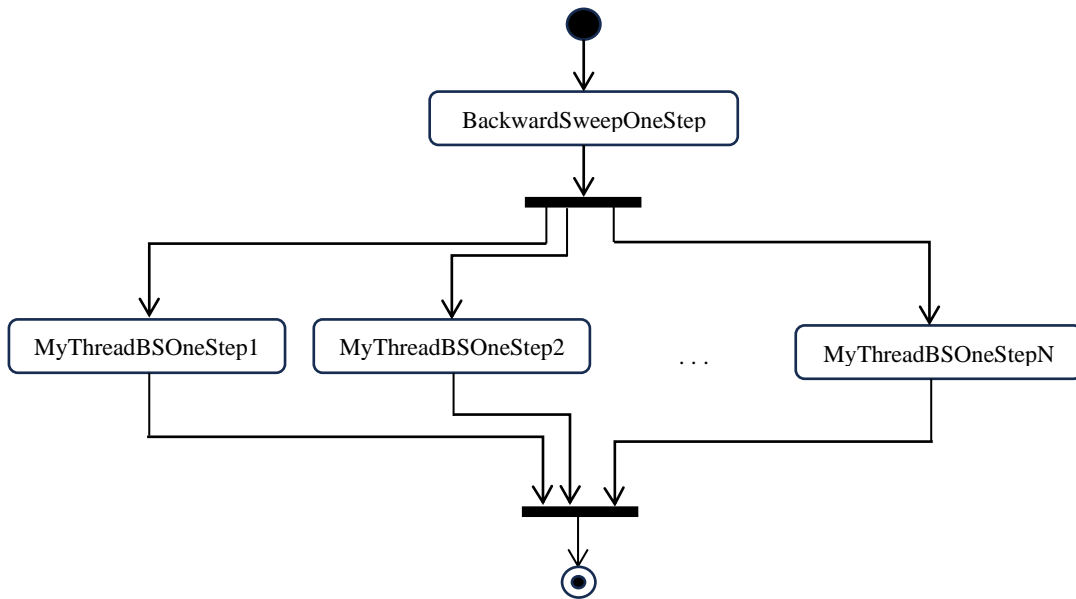 BackwardSweepOneStep
MyThreadBSOneStep1
MyThreadBSOneStep2
. . .
MyThreadBSOneStepN